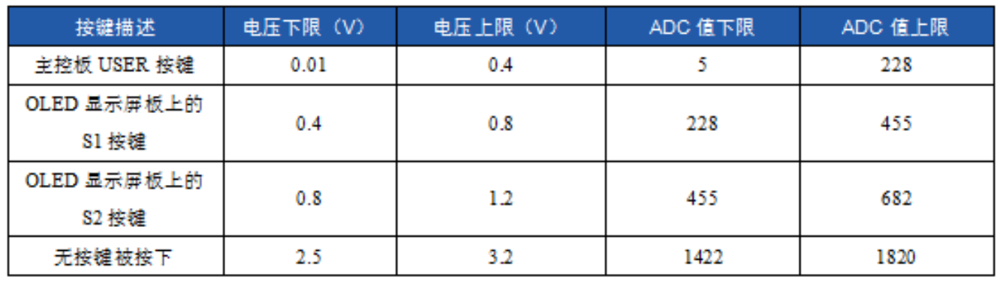 按键描述 电压下限（V） 电压上限（V） ADC 值下限 ADC 值上限
主控板 USER 按键 0.01 0.4 5 228
OLED 显示屏板上的
S1 按键 0.4 0.8 228 455
OLED 显示屏板上的
S2 按键 0.8 1.2 455 682
无按键被按下 2.5 3.2 1422 1820